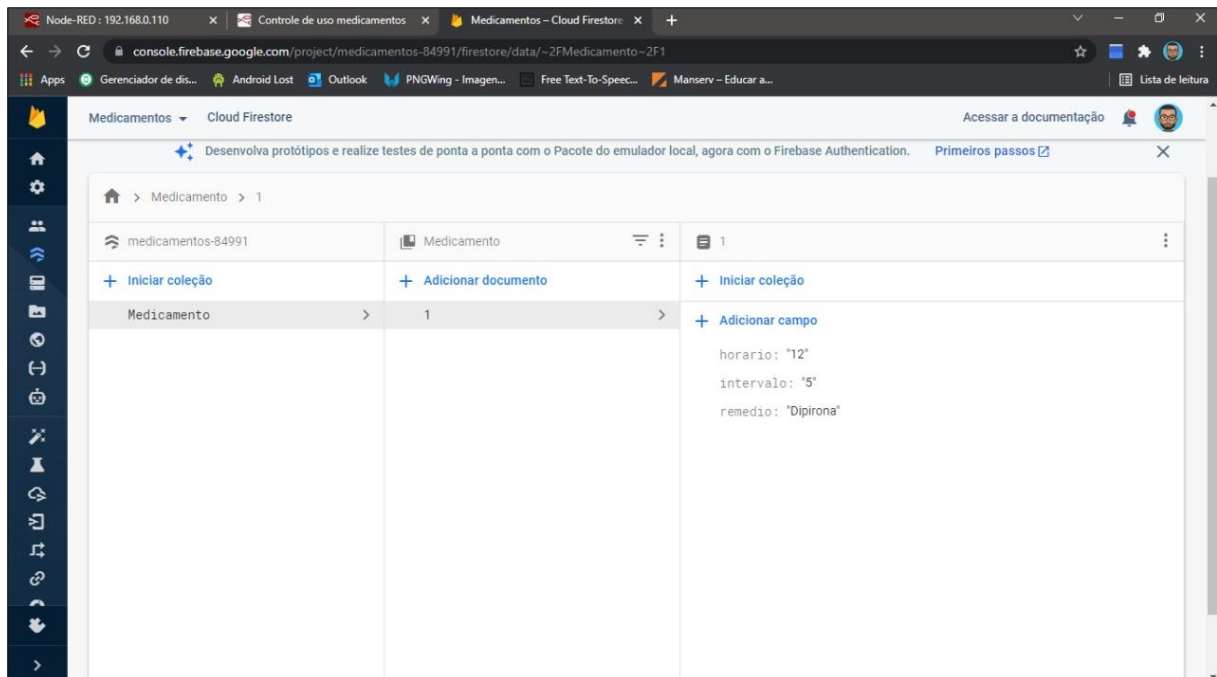 Node-RED : 192.168.0.110
Controle de uso medicamentos
Medicamentos – Cloud Firestore
console.firebase.google.com/project/medicamentos-84991/firestore/data/~2FMedicamento~2F1
Apps
Gerenciador de dis...
Android Lost
Outlook
PNGWing - Imagen...
Free Text-To-Speec...
Manserv – Educar a...
Lista de leitura
Medicamentos
Cloud Firestore
Acessar a documentação
Desenvolva protótipos e realize testes de ponta a ponta com o Pacote do emulador local, agora com o Firebase Authentication.
Primeiros passos
> Medicamento > 1
medicamentos-84991
Medicamento
1
+ Iniciar coleção
+ Adicionar documento
+ Iniciar coleção
Medicamento >
1 >
+ Adicionar campo
horario: "12"
intervalo: "5"
remedio: "Dipirona"